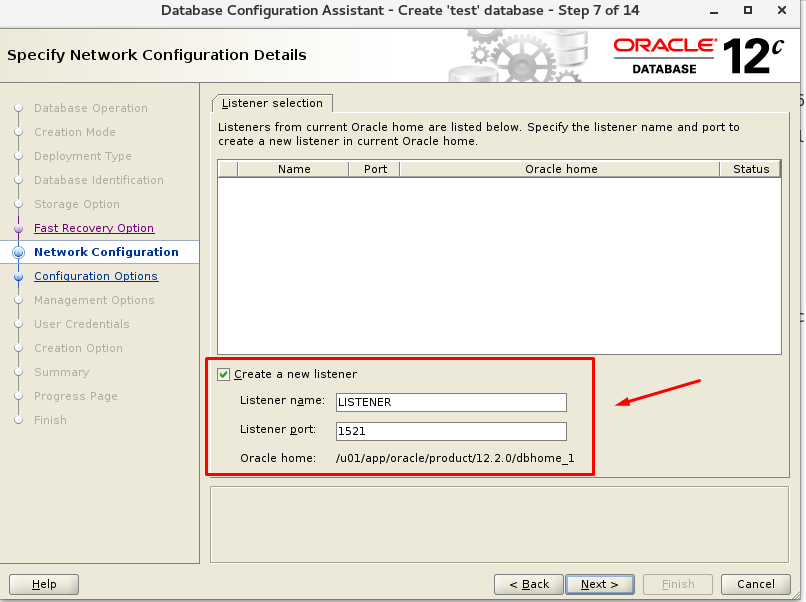 Database Configuration Assistant - Create 'test' database - Step 7 of 14
Specify Network Configuration Details
ORACLE®
DATABASE
12c
Database Operation
Creation Mode
Deployment Type
Database Identification
Storage Option
Fast Recovery Option
Network Configuration
Configuration Options
Management Options
User Credentials
Creation Option
Summary
Progress Page
Finish
Listener selection
Listeners from current Oracle home are listed below. Specify the listener name and port to
create a new listener in current Oracle home.
Name Port Oracle home Status
Create a new listener
Listener name: LISTENER
Listener port: 1521
Oracle home: /u01/app/oracle/product/12.2.0/dbhome_1
Help
< Back Next > Finish Cancel